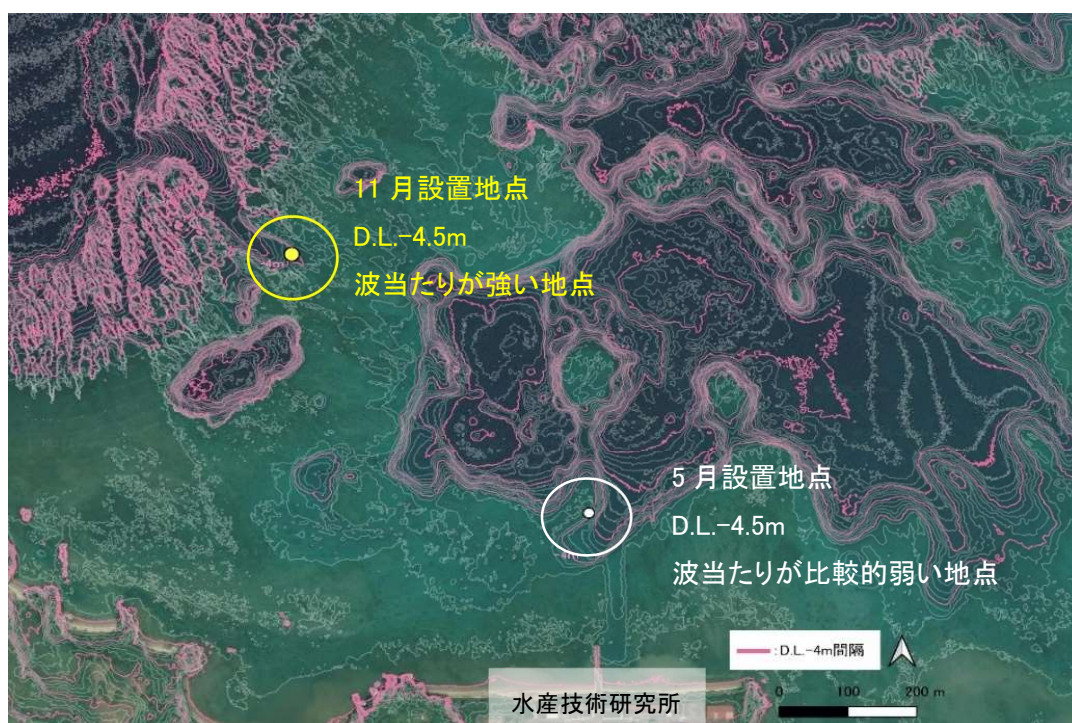 11 月設置地点
D.L.-4.5m
波当たりが強い地点
5 月設置地点
D.L.-4.5m
波当たりが比較的弱い地点
:D.L.-4m間隔
0 100 200 m
水産技術研究所